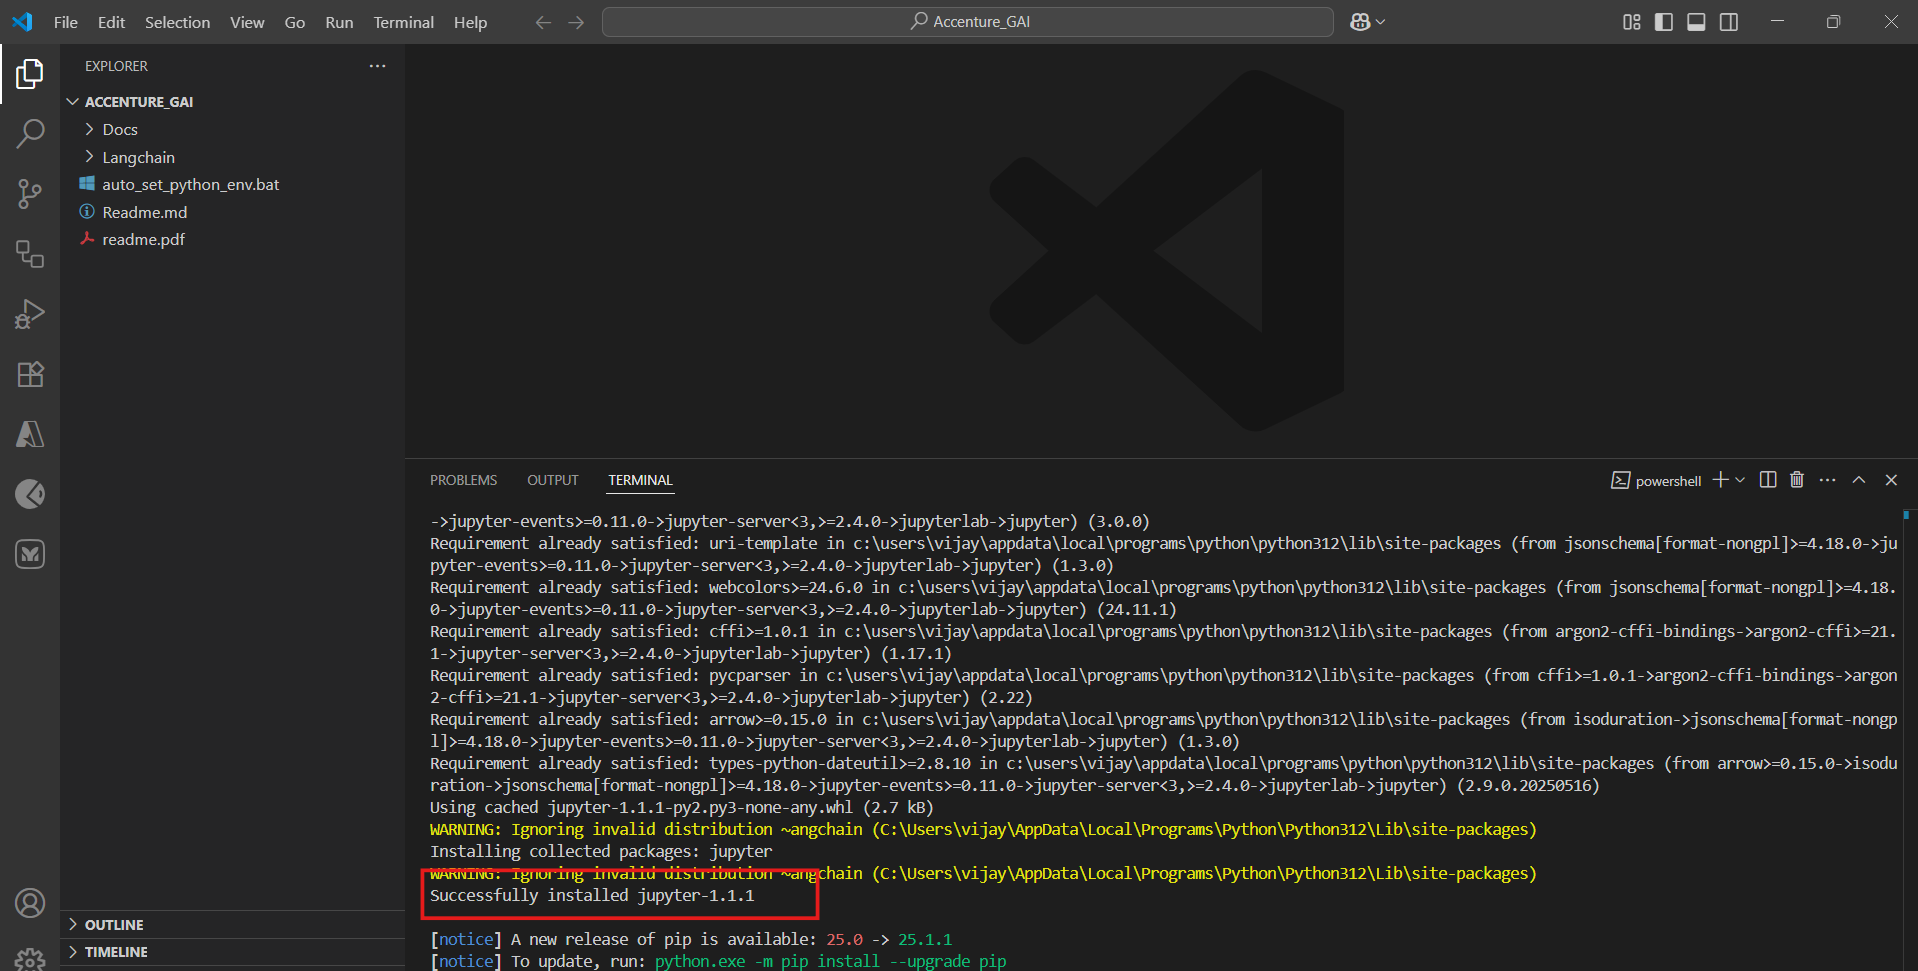 File Edit Selection View Go Run Terminal Help
Accenture_GAI
EXPLORER
ACCENTURE_GAI
Docs
Langchain
auto_set_python_env.bat
Readme.md
readme.pdf
OUTLINE
TIMELINE
PROBLEMS OUTPUT TERMINAL
powershell
->jupyter-events>=0.11.0->jupyter-server<3,>=2.4.0->jupyterlab->jupyter) (3.0.0)
Requirement already satisfied: uri-template in c:\users\vijay\appdata\local\programs\python\python312\lib\site-packages (from jsonschema[format-nongpl]>=4.18.0->ju
pyter-events>=0.11.0->jupyter-server<3,>=2.4.0->jupyterlab->jupyter) (1.3.0)
Requirement already satisfied: webcolors>=24.6.0 in c:\users\vijay\appdata\local\programs\python\python312\lib\site-packages (from jsonschema[format-nongpl]>=4.18.
0->jupyter-events>=0.11.0->jupyter-server<3,>=2.4.0->jupyterlab->jupyter) (24.11.1)
Requirement already satisfied: cffi>=1.0.1 in c:\users\vijay\appdata\local\programs\python\python312\lib\site-packages (from argon2-cffi-bindings->argon2-cffi>=21.
1->jupyter-server<3,>=2.4.0->jupyterlab->jupyter) (1.17.1)
Requirement already satisfied: pycparser in c:\users\vijay\appdata\local\programs\python\python312\lib\site-packages (from cffi>=1.0.1->argon2-cffi-bindings->argon
2-cffi>=21.1->jupyter-server<3,>=2.4.0->jupyterlab->jupyter) (2.22)
Requirement already satisfied: arrow>=0.15.0 in c:\users\vijay\appdata\local\programs\python\python312\lib\site-packages (from isoduration->jsonschema[format-nongp
l]>=4.18.0->jupyter-events>=0.11.0->jupyter-server<3,>=2.4.0->jupyterlab->jupyter) (1.3.0)
Requirement already satisfied: types-python-dateutil>=2.8.10 in c:\users\vijay\appdata\local\programs\python\python312\lib\site-packages (from arrow>=0.15.0->isodu
ration->jsonschema[format-nongpl]>=4.18.0->jupyter-events>=0.11.0->jupyter-server<3,>=2.4.0->jupyterlab->jupyter) (2.9.0.20250516)
Using cached jupyter-1.1.1-py2.py3-none-any.whl (2.7 kB)
WARNING: Ignoring invalid distribution ~angchain (C:\Users\vijay\AppData\Local\Programs\Python\Python312\Lib\site-packages)
Installing collected packages: jupyter
WARNING: Ignoring invalid distribution ~angchain (C:\Users\vijay\AppData\Local\Programs\Python\Python312\Lib\site-packages)
Successfully installed jupyter-1.1.1
[notice] A new release of pip is available: 25.0 -> 25.1.1
[notice] To update, run: python.exe -m pip install --upgrade pip